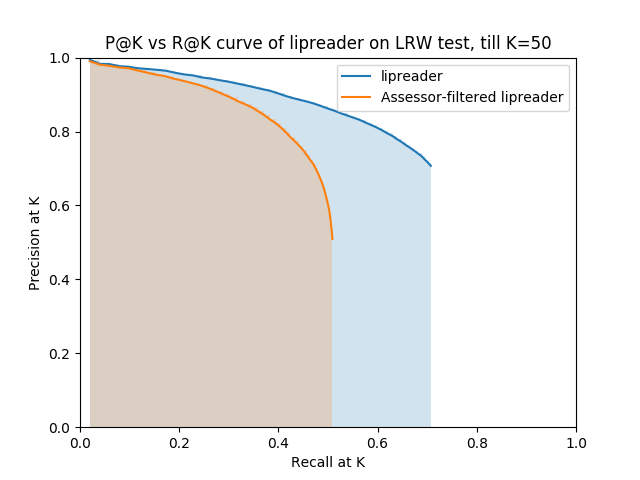 P@K vs R@K curve of lipreader on LRW test, till K=50
lipreader
Assessor-filtered lipreader
Precision at K
1.0
0.8
0.6
0.4
0.2
0.0
0.0 0.2 0.4 0.6 0.8 1.0
Recall at K